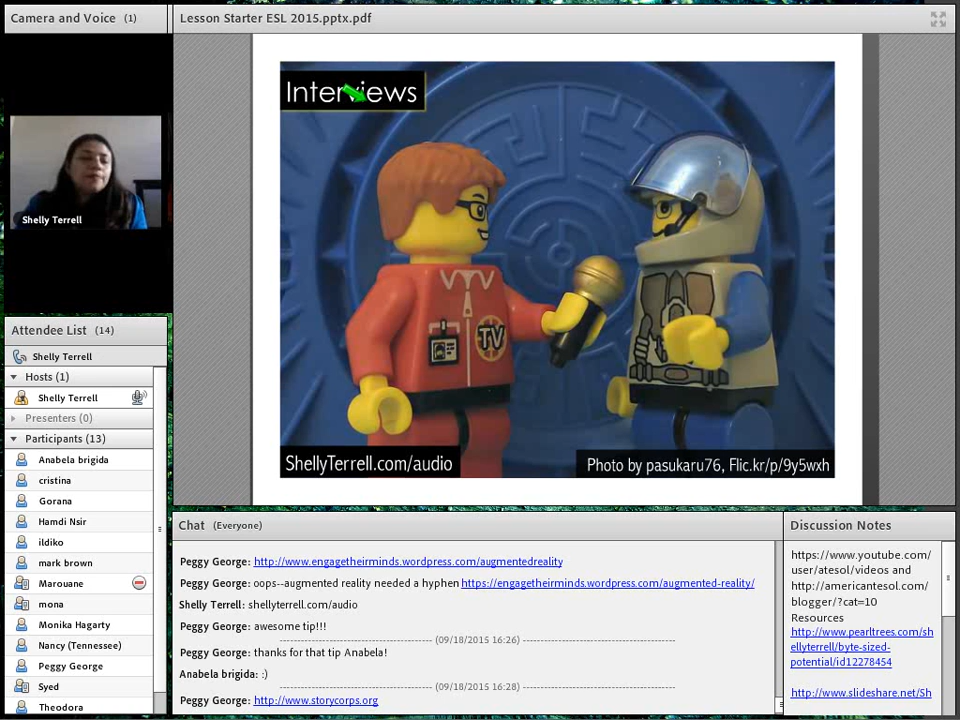 Camera and Voice (1)
Shelly Terrell
Attendee List (14)
Shelly Terrell
Hosts (1)
Shelly Terrell
Presenters (0)
Participants (13)
Anabela brigida
cristina
Gorana
Hamdi Nsir
ildiko
mark brown
Marouane
mona
Monika Hagarty
Nancy (Tennessee)
Peggy George
Syed
Theodora
Lesson Starter ESL 2015.pptx.pdf
Interviews
TV
ShellyTerrell.com/audio
Photo by pasukaru76, Flic.kr/p/9y5wxh
Chat (Everyone)
Peggy George: http://www.engagetheirminds.wordpress.com/augmentedreality
Peggy George: oops--augmented reality needed a hyphen https://engagetheirminds.wordpress.com/augmented-reality/
Shelly Terrell: shellyterrell.com/audio
Peggy George: awesome tip!!!
(09/18/2015 16:26)
Peggy George: thanks for that tip Anabela!
Anabela brigida: :)
(09/18/2015 16:28)
Peggy George: http://www.storycorps.org
Discussion Notes
https://www.youtube.com/
user/atesol/videos and
http://americantesol.com/
blogger/?cat=10
Resources
http://www.pearltrees.com/sh
ellyterrell/byte-sized-
potential/id12278454
http://www.slideshare.net/Sh